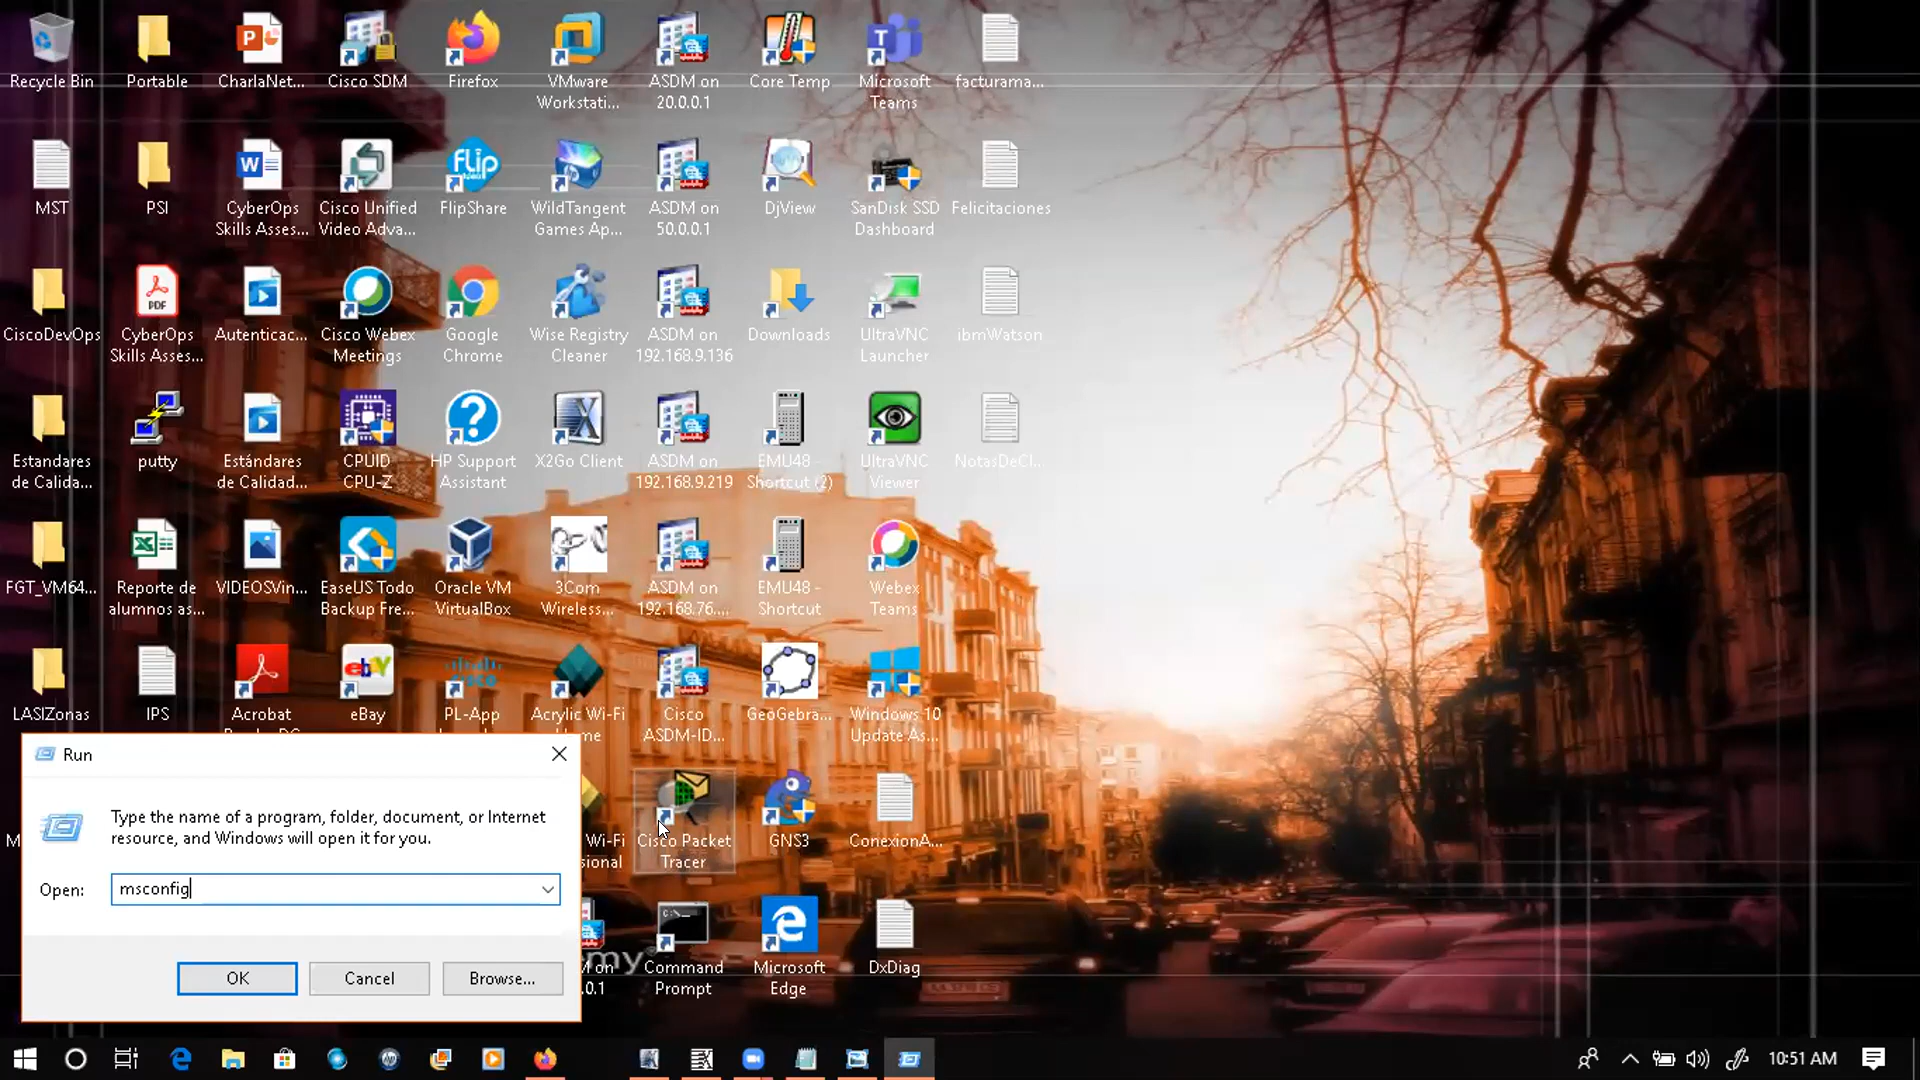 Recycle Bin
Portable
CharlaNet...
Cisco SDM
Firefox
VMware
Workstati...
ASDM on
20.0.0.1
Core Temp
Microsoft
Teams
facturama...
MST
PSI
CyberOps
Skills Asses...
Cisco Unified
Video Adva...
FlipShare
WildTangent
Games Ap...
ASDM on
50.0.0.1
DjView
SanDisk SSD
Dashboard
Felicitaciones
CiscoDevOps
CyberOps
Skills Asses...
Autenticac...
Cisco Webex
Meetings
Google
Chrome
Wise Registry
Cleaner
ASDM on
192.168.9.136
Downloads
UltraVNC
Launcher
ibmWatson
Estandares
de Calida...
putty
Estándares
de Calidad...
CPUID
CPU-Z
HP Support
Assistant
X2Go Client
ASDM on
192.168.9.219
EMU48 -
Shortcut (2)
UltraVNC
Viewer
NotasDeCl...
FGT_VM64...
Reporte de
alumnos as...
VIDEOSVin...
EaseUS Todo
Backup Fre...
Oracle VM
VirtualBox
3Com
Wireless...
ASDM on
192.168.76....
EMU48 -
Shortcut
Webex
Teams
LASIZonas
IPS
Acrobat
eBay
PL-App
Acrylic Wi-Fi
Cisco
ASDM-ID...
GeoGebra...
Windows 10
Update As...
Wi-Fi
Cisco Packet
Tracer
GNS3
ConexionA...
Command
Prompt
Microsoft
Edge
DxDiag
Run
Type the name of a program, folder, document, or Internet
resource, and Windows will open it for you.
Open:
msconfig
OK
Cancel
Browse...
10:51 AM